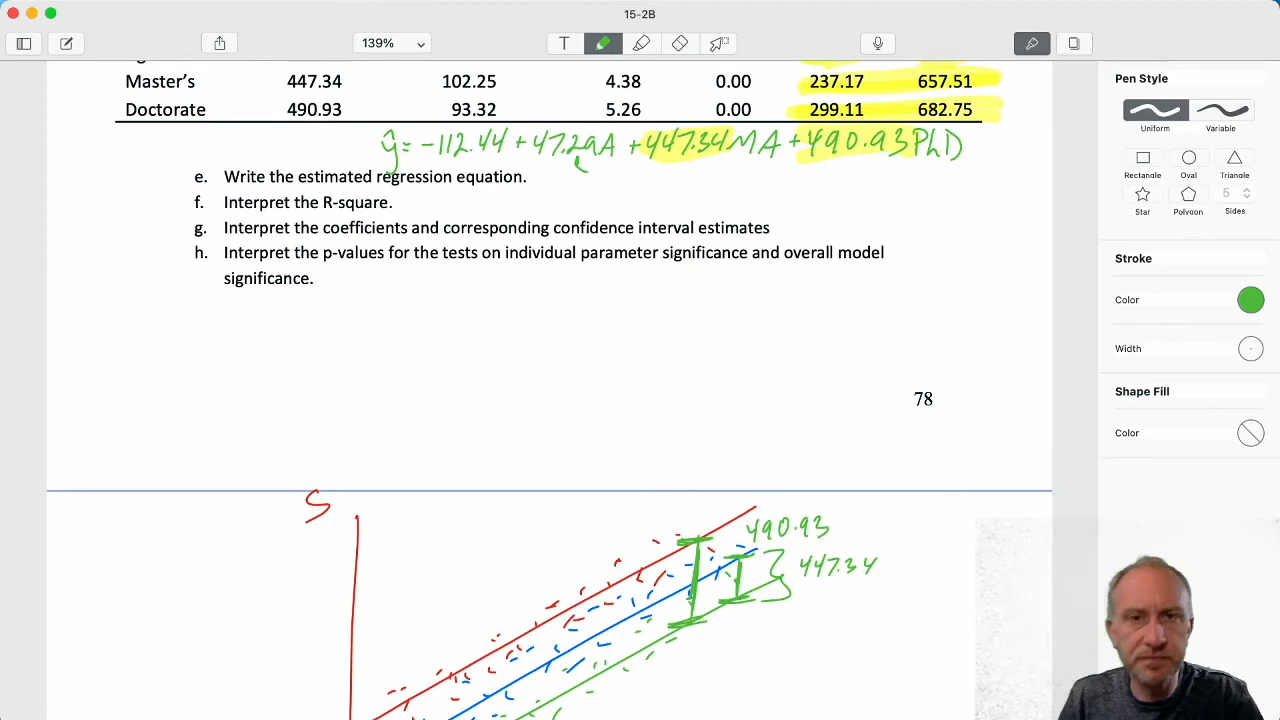 15-2B
139%
T
Master's 447.34 102.25 4.38 0.00 237.17 657.51
Doctorate 490.93 93.32 5.26 0.00 299.11 682.75
ŷ = -112.44 + 47.29A + 447.34MA + 490.93PhD
e. Write the estimated regression equation.
f. Interpret the R-square.
g. Interpret the coefficients and corresponding confidence interval estimates
h. Interpret the p-values for the tests on individual parameter significance and overall model
significance.
78
S
490.93
447.34
Pen Style
Uniform Variable
Rectangle Oval Triangle
5
Star Polygon Sides
Stroke
Color
Width
Shape Fill
Color